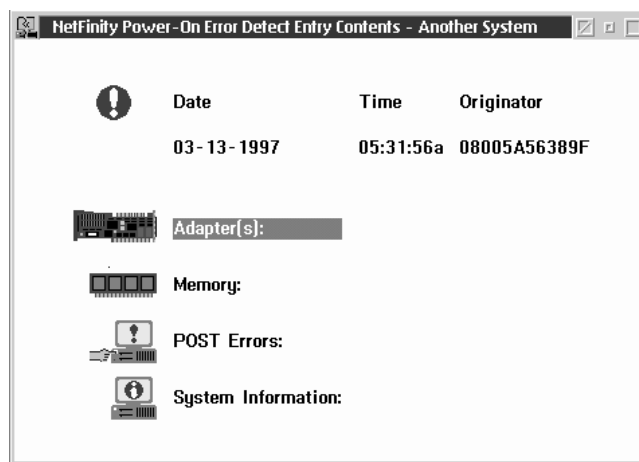 NetFinity Power-On Error Detect Entry Contents - Another System
Date Time Originator
03-13-1997 05:31:56a 08005A56389F
Adapter(s):
Memory:
POST Errors:
System Information: